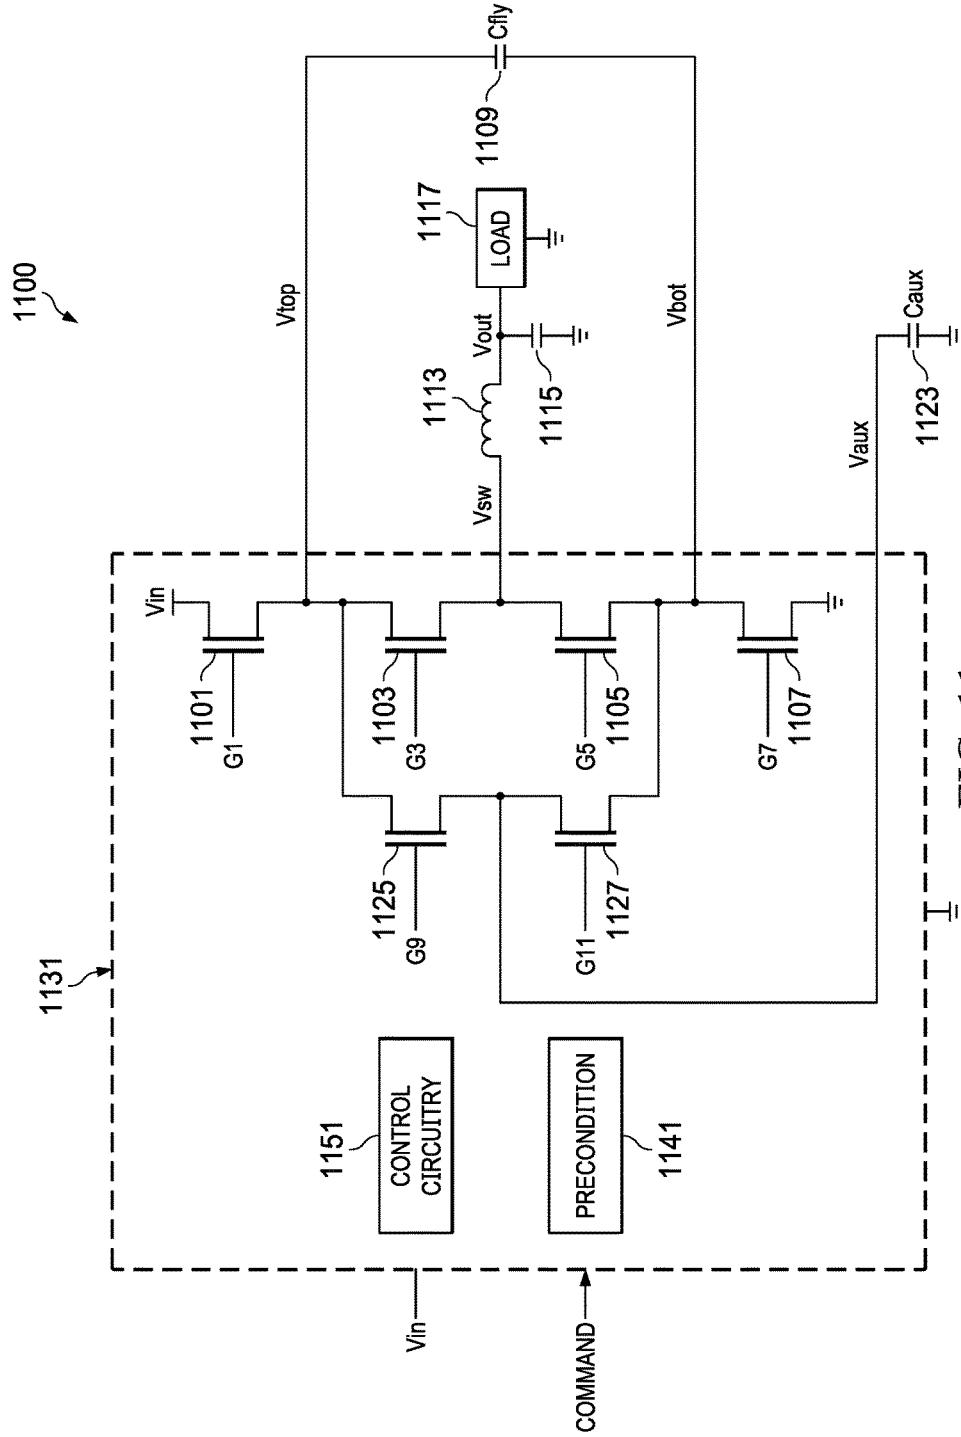 1100
1131
Vin
1101
G1
Vtop
1151
1125
1103
CONTROL
CIRCUITRY
Vin
G9
G3
1113
1117
Vsw
Vout
LOAD
1109
Cfly
1115
COMMAND
PRECONDITION
G11
G5
1127
1105
1141
Vbot
G7
1107
Vaux
Caux
1123